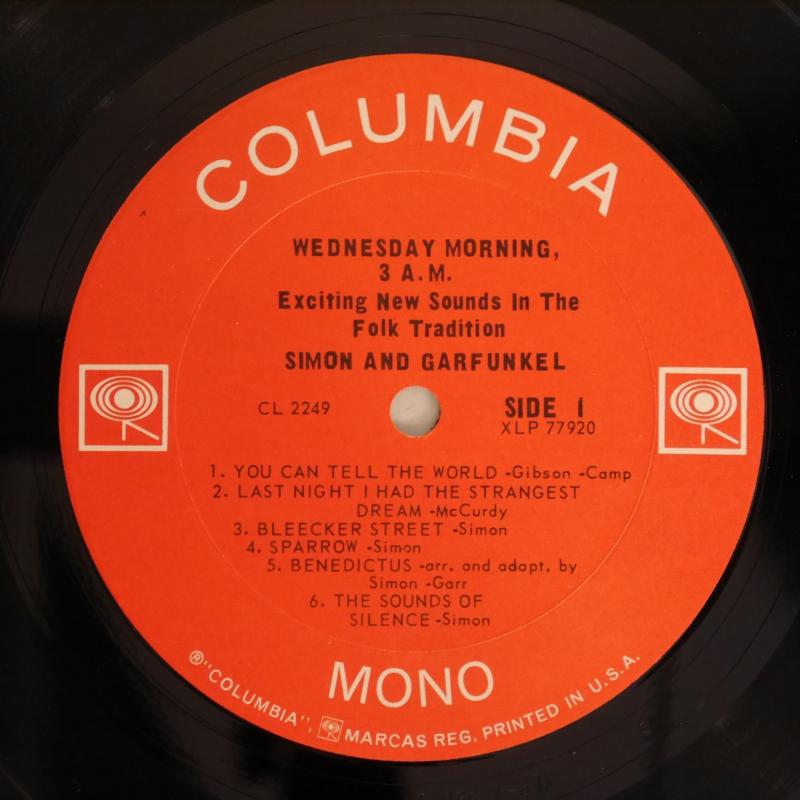 COLUMBIA
WEDNESDAY MORNING,
3 A.M.
Exciting New Sounds In The
Folk Tradition
SIMON AND GARFUNKEL
CL 2249
SIDE 1
XLP 77920
1. YOU CAN TELL THE WORLD -Gibson -Camp
2. LAST NIGHT I HAD THE STRANGEST
DREAM -McCurdy
3. BLEECKER STREET -Simon
4. SPARROW -Simon
5. BENEDICTUS -arr. and adapt. by
Simon -Garr
6. THE SOUNDS OF
SILENCE -Simon
MONO
®"COLUMBIA", MARCAS REG. PRINTED IN U.S.A.